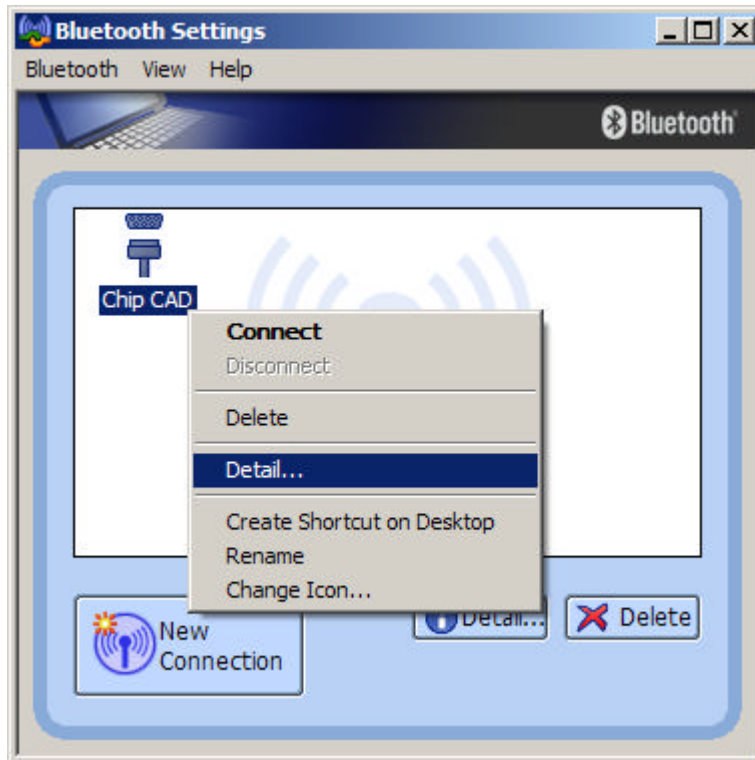 Bluetooth Settings
Bluetooth View Help
Bluetooth
Chip CAD
Connect
Disconnect
Delete
Detail...
Create Shortcut on Desktop
Rename
Change Icon...
New
Connection
Detail...
Delete